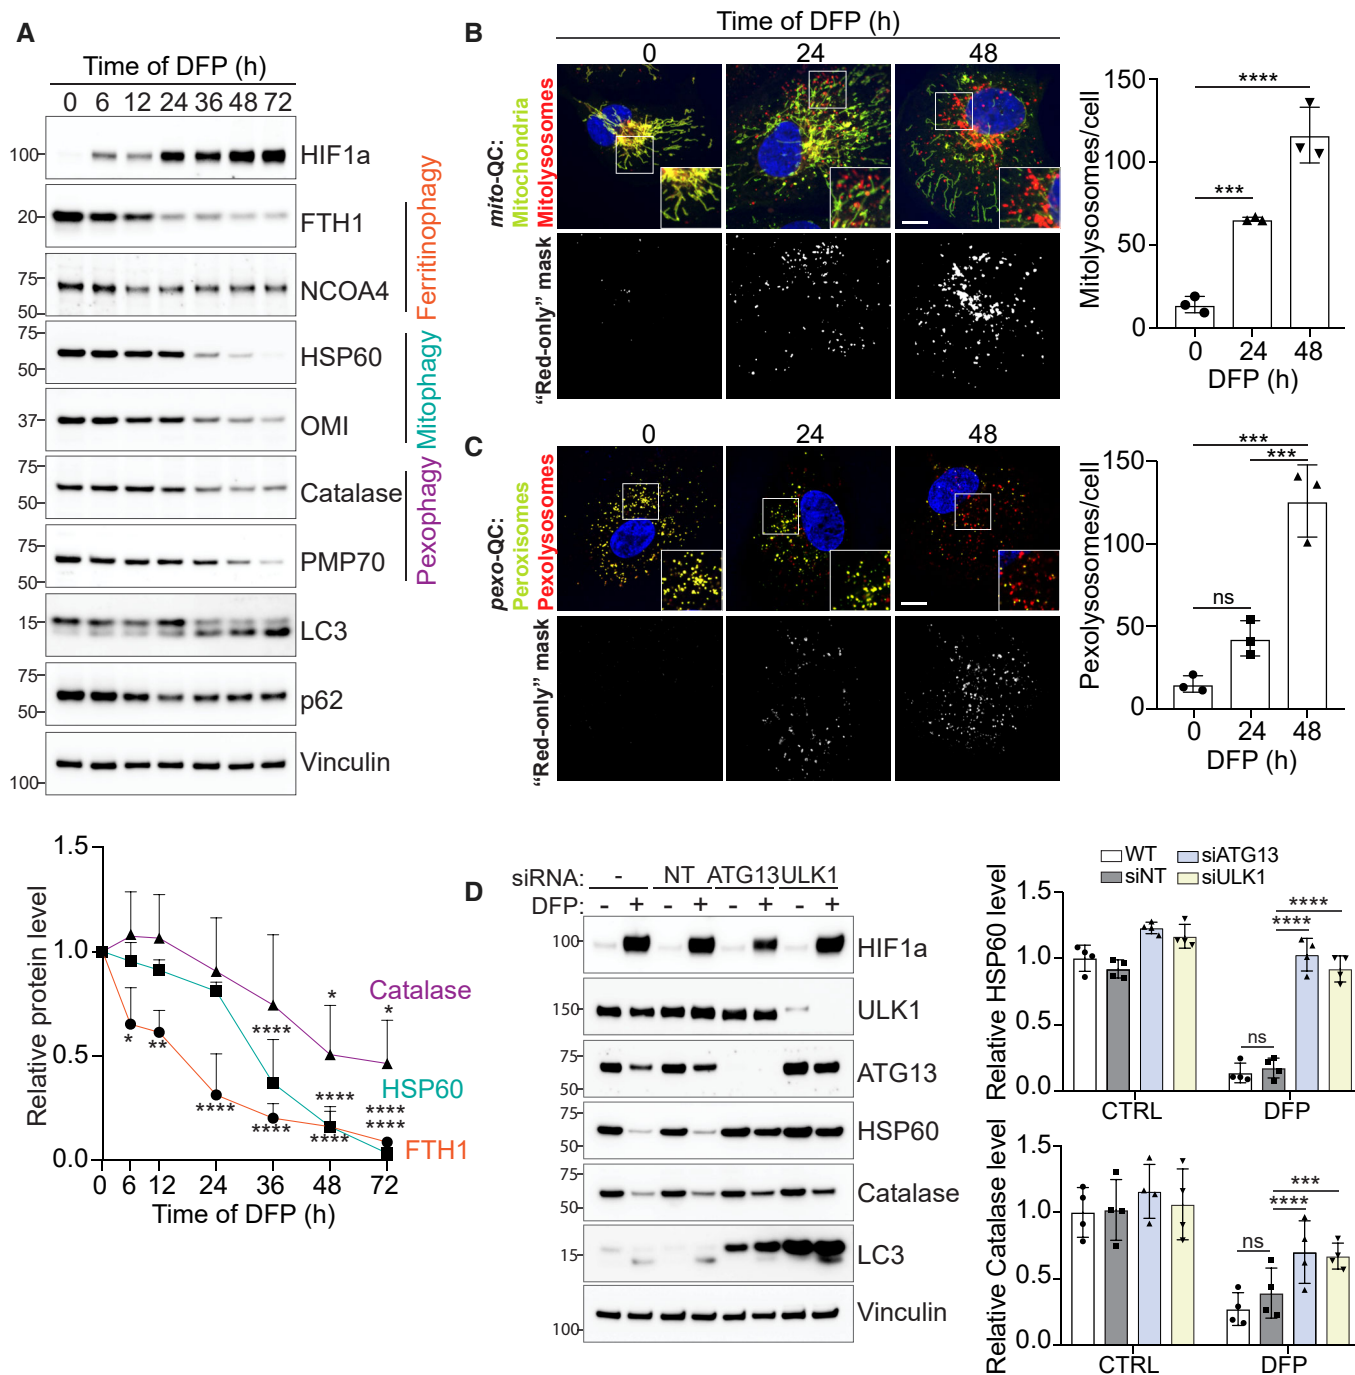 A
Time of DFP (h)
0 6 12 24 36 48 72
100
HIF1a
20
FTH1
75
50
NCOA4
Ferritinophagy
75
50
HSP60
37
OMI
Mitophagy
75
50
Catalase
75
50
PMP70
Pexophagy
15
LC3
75
50
p62
100
Vinculin
1.5
1.0
0.5
0.0
Relative protein level
Catalase
HSP60
FTH1
* ** **** **** **** **** **** **** **** * *
0 6 12 24 36 48 72
Time of DFP (h)
B
Time of DFP (h)
0 24 48
mito-QC:
Mitochondria
Mitolysosomes
"Red-only" mask
Mitolysosomes/cell
200
150
100
50
0
****
***
0 24 48
DFP (h)
C
0 24 48
pexo-QC:
Peroxisomes
Pexolysosomes
"Red-only" mask
Pexolysosomes/cell
150
100
50
0
***
***
ns
0 24 48
DFP (h)
D
siRNA: - NT ATG13 ULK1
DFP: - + - + - + - +
100
HIF1a
150
ULK1
75
50
ATG13
75
50
HSP60
75
50
Catalase
15
LC3
100
Vinculin
WT siATG13
siNT siULK1
Relative HSP60 level
1.5
1.0
0.5
0.0
****
****
ns
CTRL DFP
Relative Catalase level
1.5
1.0
0.5
0.0
***
****
ns
CTRL DFP